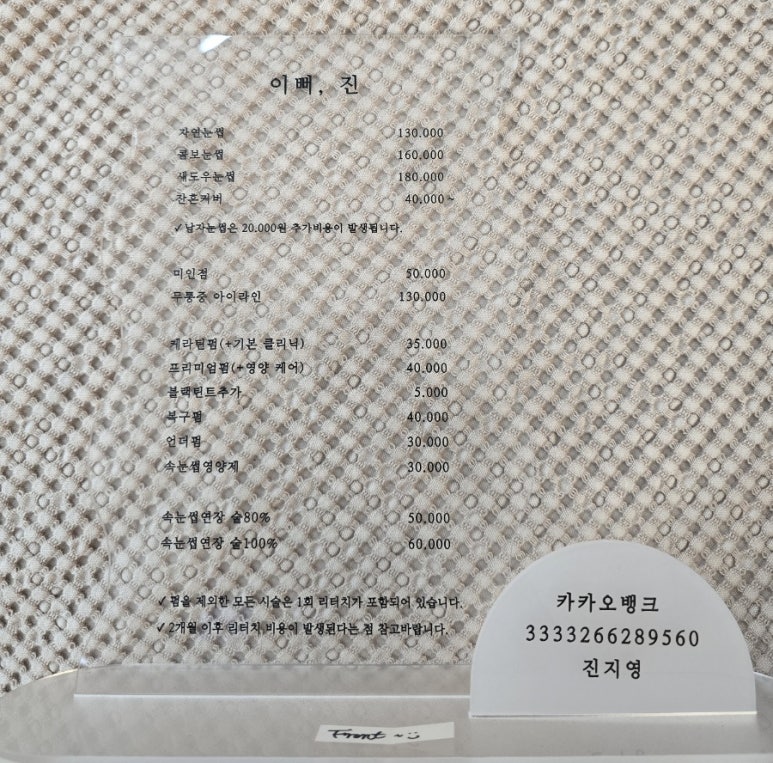 이뻐, 진
자연눈썹 130.000
콤보눈썹 160.000
섀도우눈썹 180.000
잔흔커버 40,000~
✓남자눈썹은 20.000원 추가비용이 발생됩니다.
미인점 50.000
무통증 아이라인 130.000
케라틴펌(+기본 클리닉) 35.000
프리미엄펌(+영양 케어) 40.000
블랙틴트추가 5.000
복구펌 40.000
언더펌 30.000
속눈썹영양제 30.000
속눈썹연장 숱80% 50,000
속눈썹연장 숱100% 60,000
✓ 펌을 제외한 모든 시술은 1회 리터치가 포함되어 있습니다.
✓ 2개월 이후 리터치 비용이 발생된다는 점 참고바랍니다.
카카오뱅크
3333266289560
진지영
Front ~